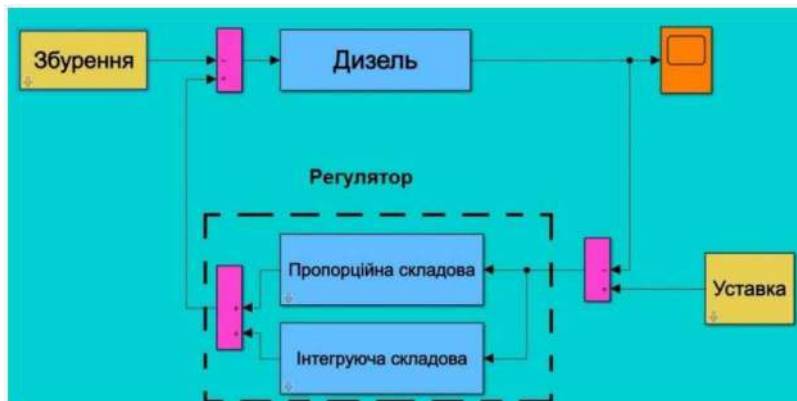 Збурення
Дизель
Регулятор
Пропорційна складова
Уставка
Інтегруюча складова